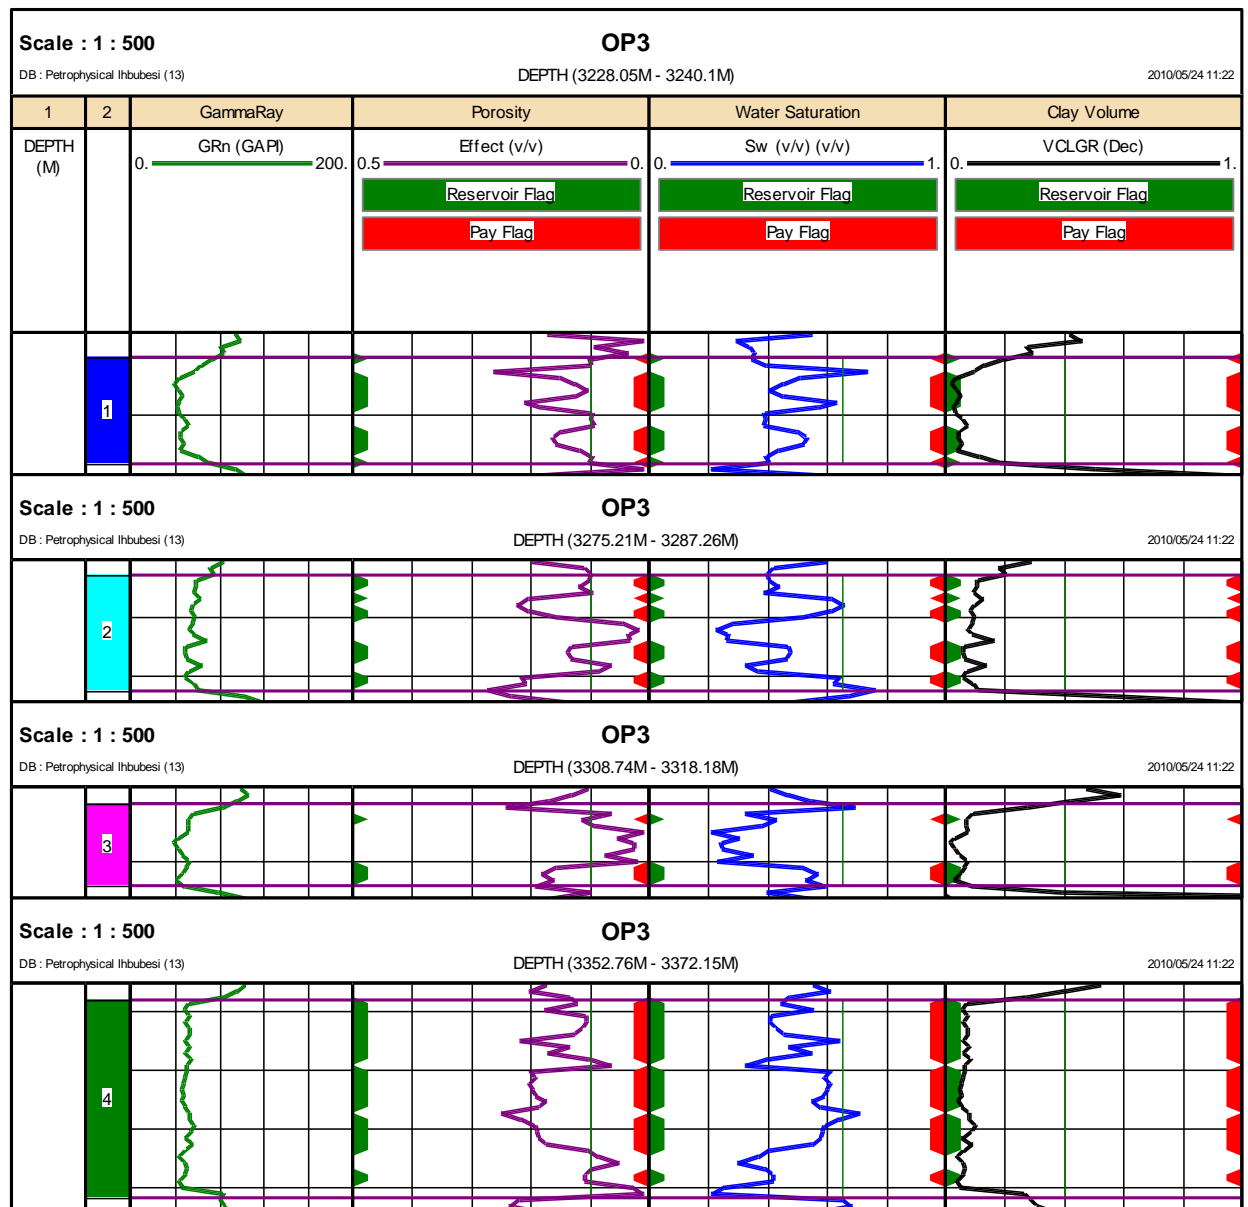 Scale : 1 : 500 OP3
DB : Petrophysical Ihbubesi (13) DEPTH (3228.05M - 3240.1M) 2010/05/24 11:22
1 2 GammaRay Porosity Water Saturation Clay Volume
DEPTH (M) GRn (GAPI) Effect (v/v) Sw (v/v) (v/v) VCLGR (Dec)
0. 200. 0.5 0. 0. 1. 0. 1.
Reservoir Flag Reservoir Flag Reservoir Flag
Pay Flag Pay Flag Pay Flag
1
Scale : 1 : 500 OP3
DB : Petrophysical Ihbubesi (13) DEPTH (3275.21M - 3287.26M) 2010/05/24 11:22
2
Scale : 1 : 500 OP3
DB : Petrophysical Ihbubesi (13) DEPTH (3308.74M - 3318.18M) 2010/05/24 11:22
3
Scale : 1 : 500 OP3
DB : Petrophysical Ihbubesi (13) DEPTH (3352.76M - 3372.15M) 2010/05/24 11:22
4